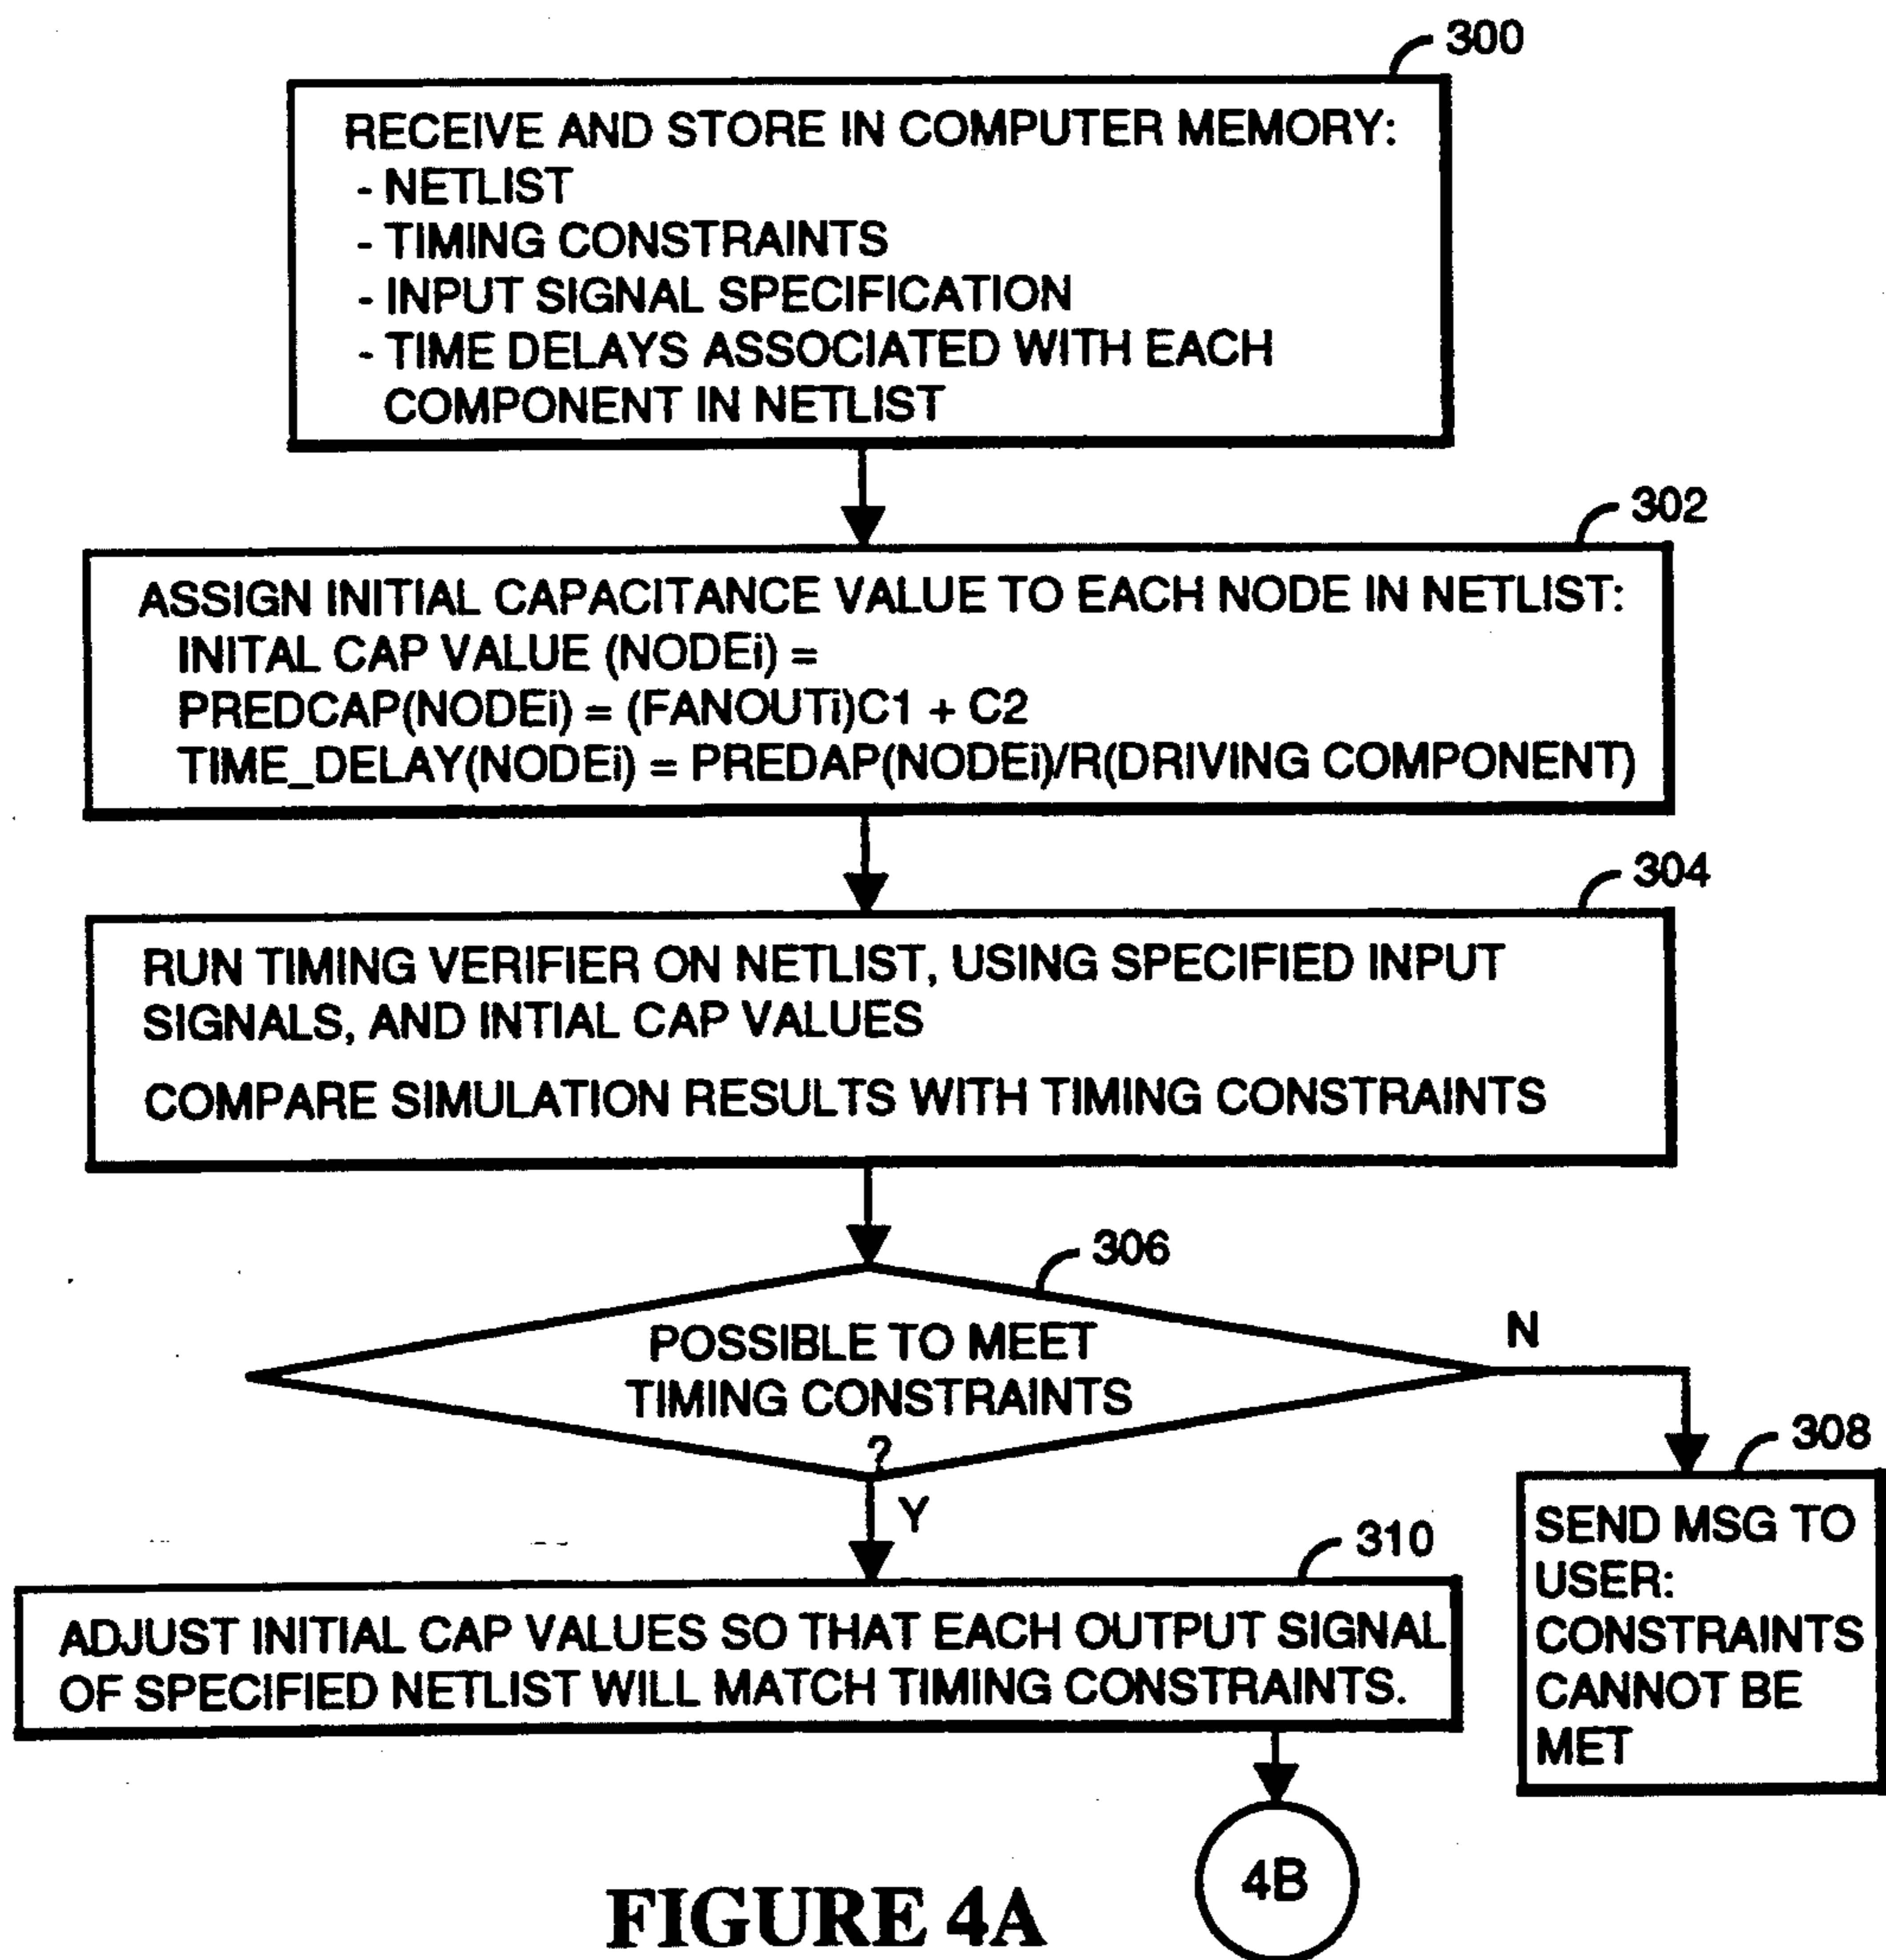 300
RECEIVE AND STORE IN COMPUTER MEMORY:
- NETLIST
- TIMING CONSTRAINTS
- INPUT SIGNAL SPECIFICATION
- TIME DELAYS ASSOCIATED WITH EACH
COMPONENT IN NETLIST
302
ASSIGN INITIAL CAPACITANCE VALUE TO EACH NODE IN NETLIST:
INITAL CAP VALUE (NODEi) =
PREDCAP(NODEi) = (FANOUTi)C1 + C2
TIME_DELAY(NODEi) = PREDAP(NODEi)/R(DRIVING COMPONENT)
304
RUN TIMING VERIFIER ON NETLIST, USING SPECIFIED INPUT
SIGNALS, AND INTIAL CAP VALUES
COMPARE SIMULATION RESULTS WITH TIMING CONSTRAINTS
306
POSSIBLE TO MEET
TIMING CONSTRAINTS
?
N
Y
308
SEND MSG TO
USER:
CONSTRAINTS
CANNOT BE
MET
310
ADJUST INITIAL CAP VALUES SO THAT EACH OUTPUT SIGNAL
OF SPECIFIED NETLIST WILL MATCH TIMING CONSTRAINTS.
4B
FIGURE 4A